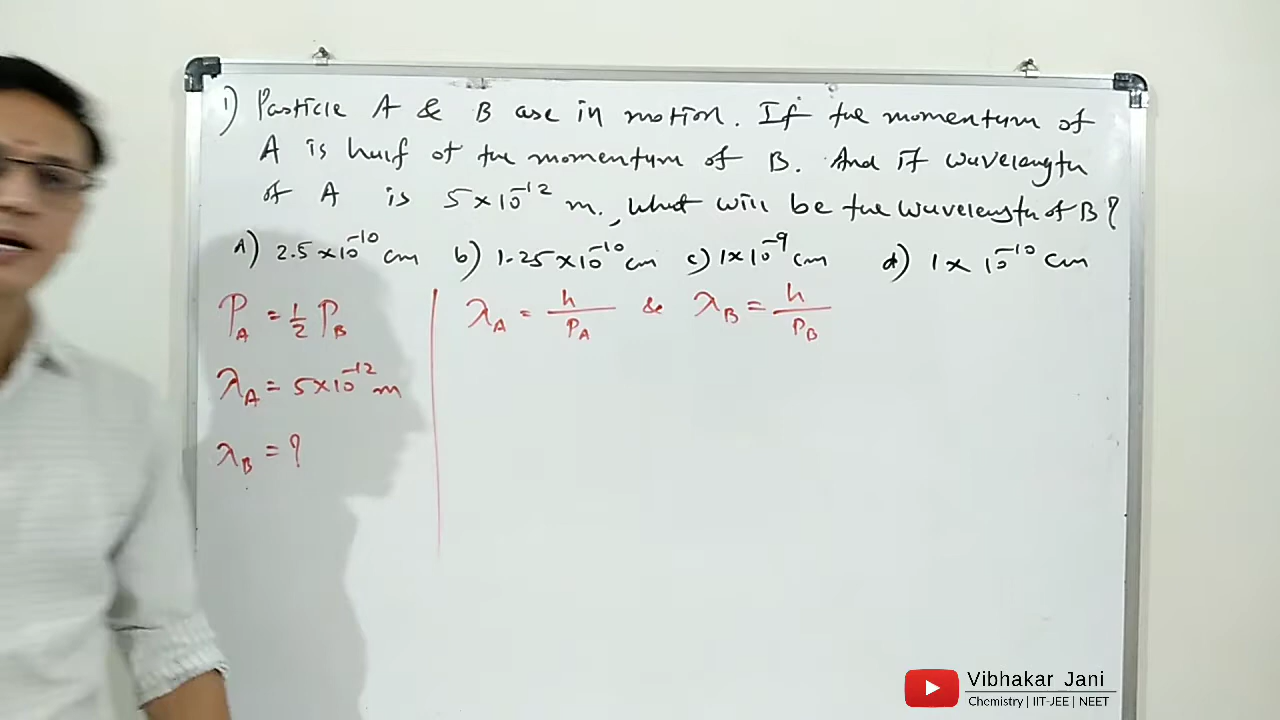 1) Particle A & B are in motion. If the momentum of
A is half of the momentum of B. And if wavelength
of A is 5×10⁻¹² m., What will be the wavelength of B?
A) 2.5×10⁻¹⁰ cm b) 1.25×10⁻¹⁰ cm c) 1×10⁻⁹ cm d) 1×10⁻¹⁰ cm
P_A = 1/2 P_B
λ_A = 5×10⁻¹² m
λ_B = ?
λ_A = h/P_A & λ_B = h/P_B
Vibhakar Jani
Chemistry | IIT-JEE | NEET